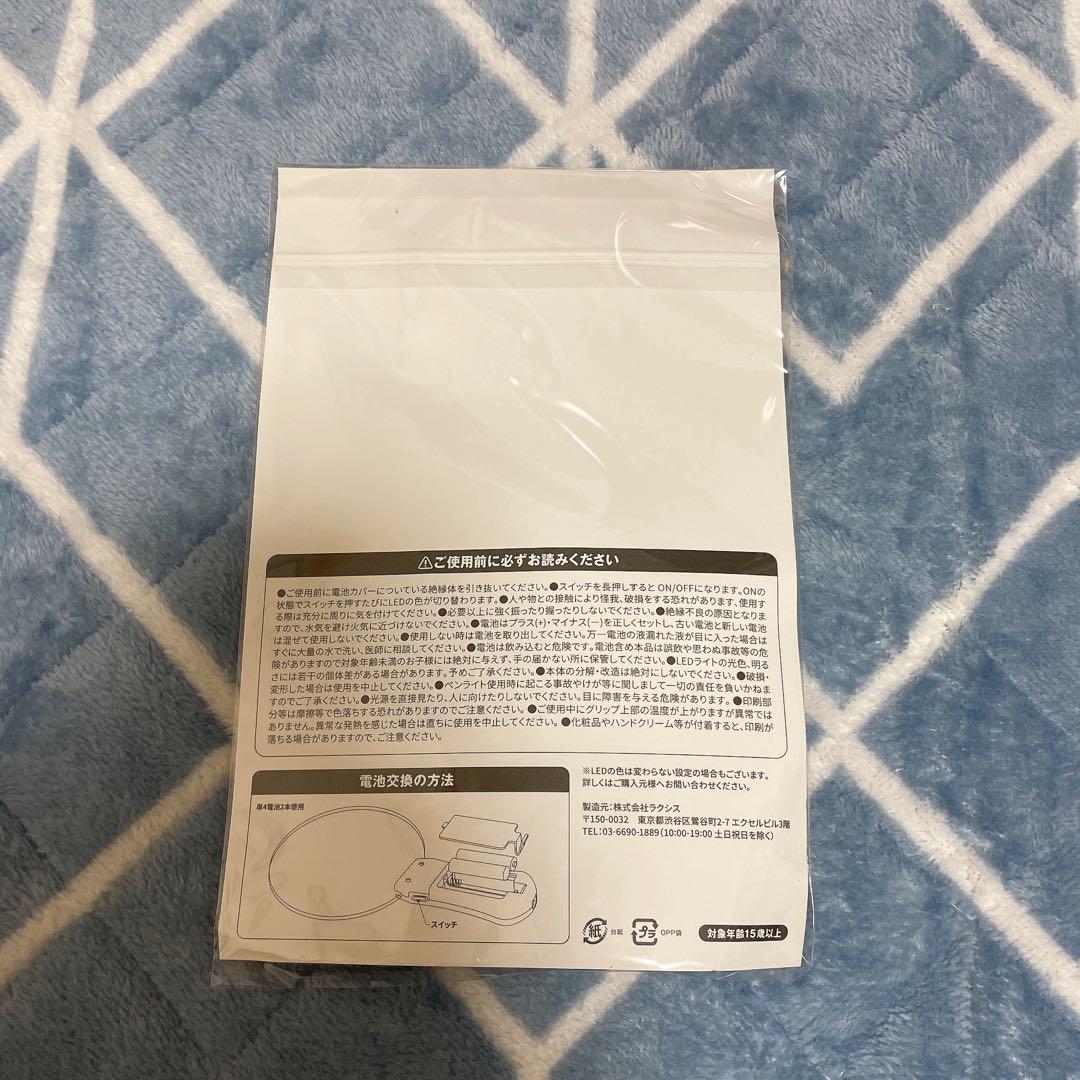 ⚠ご使用前に必ずお読みください
●ご使用前に電池カバーについている絶縁体を引き抜いてください。●スイッチを長押しすると ON/OFFになります。ONの
状態でスイッチを押すたびにLEDの色が切り替わります。●人や物との接触により怪我、破損をする恐れがあります、使用す
る際は充分に周りに気を付けてください。●必要以上に強く振ったり握ったりしないでください。●絶縁不良の原因となりま
すので、水気を避け火気に近づけないでください。●電池はプラス(+)・マイナス(ー)を正しくセットし、古い電池と新しい電池
は混ぜて使用しないでください。●使用しない時は電池を取り出してください。万一電池の液漏れた液が目に入った場合は
すぐに大量の水で洗い、医師に相談してください。●電池は飲み込むと危険です。電池含め本品は誤飲や思わぬ事故等の危
険がありますので対象年齢未満のお子様には絶対に与えず、手の届かない所に保管してください。●LEDライトの光色、明る
さには若干の個体差がある場合があります。予めご了承ください。●本体の分解・改造は絶対にしないでください。●破損・
変形した場合は使用を中止してください。●ペンライト使用時に起こる事故やけが等に関しまして一切の責任を負いかねま
すのでご了承ください。●光源を直接見たり、人に向けたりしないでください。目に障害を与える危険があります。●印刷部
分等は摩擦等で色落ちする恐れがありますのでご注意ください。●ご使用中にグリップ上部の温度が上がりますが異常では
ありません。異常な発熱を感じた場合は直ちに使用を中止してください。●化粧品やハンドクリーム等が付着すると、印刷が
落ちる場合がありますので、ご注意ください。
電池交換の方法
単4電池2本使用
スイッチ
※LEDの色は変わらない設定の場合もございます。
詳しくはご購入元様へお問い合わせください。
製造元：株式会社ラクシス
〒150-0032 東京都渋谷区鶯谷町2-7 エクセルビル3階
TEL：03-6690-1889（10:00-19:00 土日祝日を除く）
紙 台紙 プラ OPP袋 対象年齢15歳以上